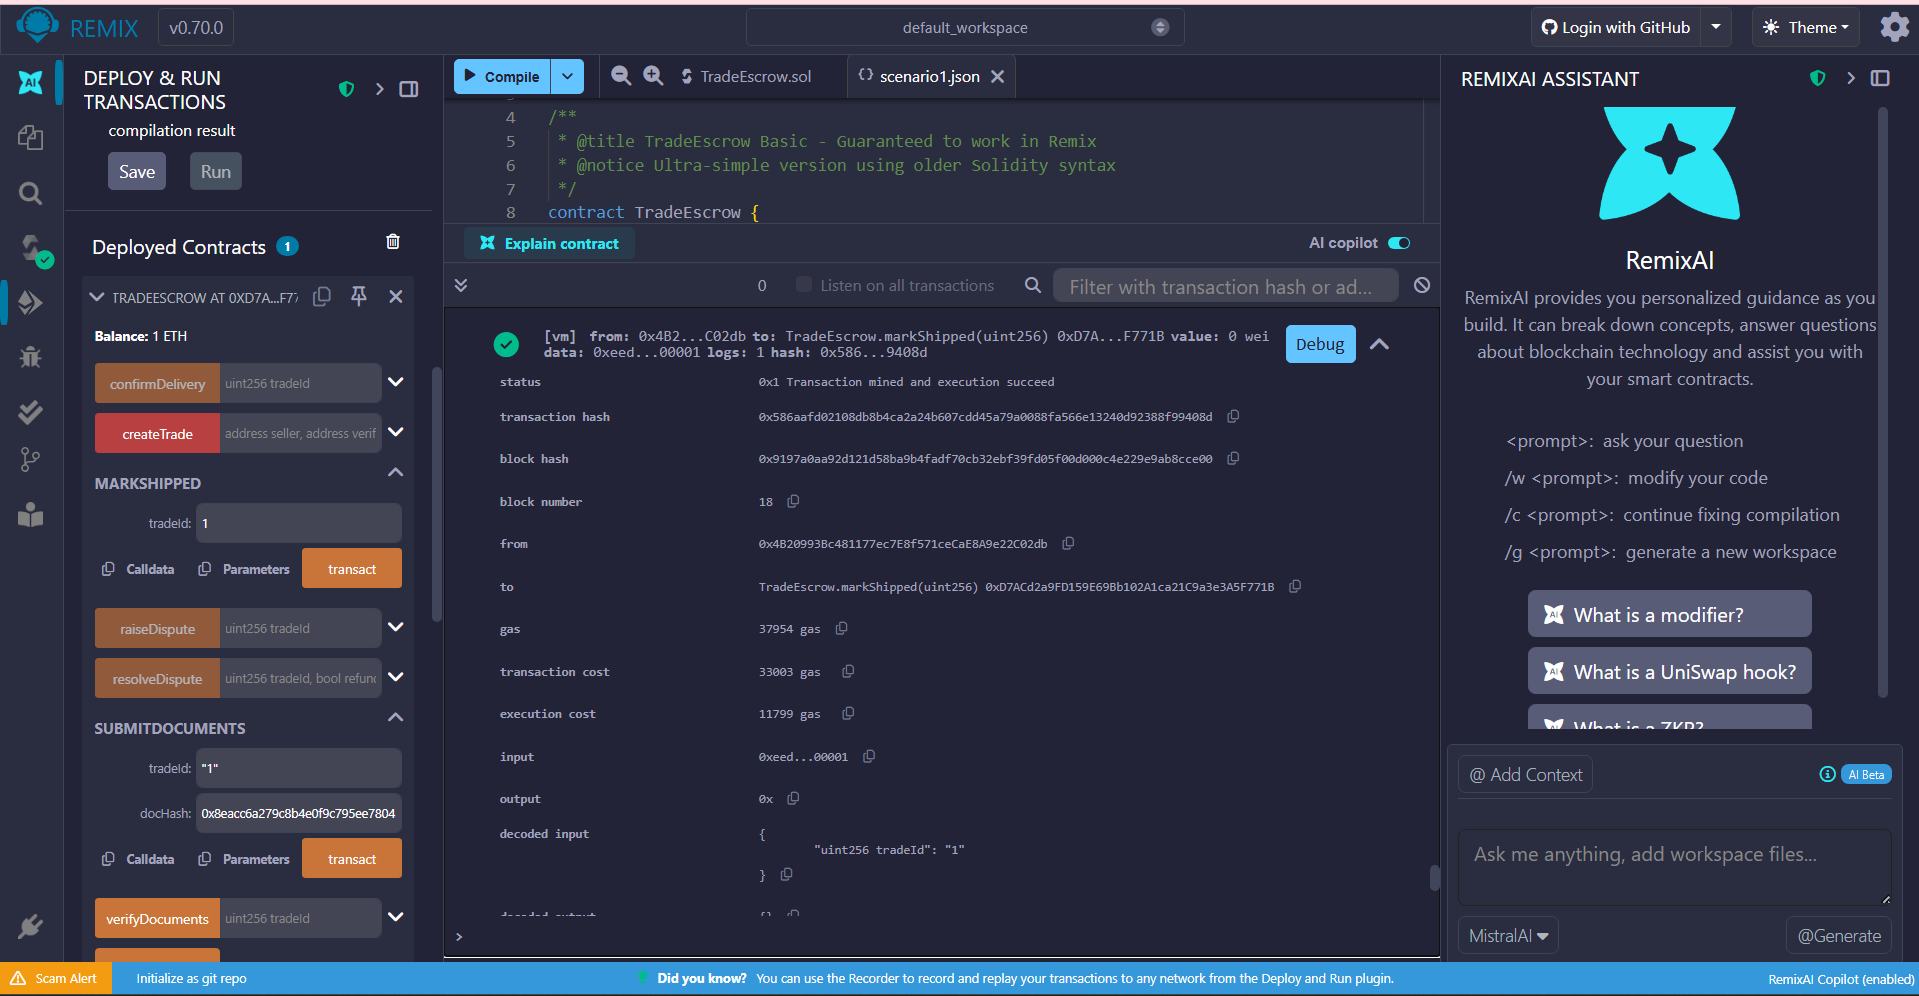 REMIX
v0.70.0
default_workspace
Login with GitHub
Theme
AI
DEPLOY & RUN
TRANSACTIONS
compilation result
Save
Run
Deployed Contracts 1
TRADEESCROW AT 0XD7A...F77
Balance: 1 ETH
confirmDelivery uint256 tradeId
createTrade address seller, address verif
MARKSHIPPED
tradeId: 1
Calldata
Parameters
transact
raiseDispute uint256 tradeId
resolveDispute uint256 tradeId, bool refund
SUBMITDOCUMENTS
tradeId: "1"
docHash: 0x8eacc6a279c8b4e0f9c795ee7804
Calldata
Parameters
transact
verifyDocuments uint256 tradeId
Compile
TradeEscrow.sol
scenario1.json
4 /**
5 * @title TradeEscrow Basic - Guaranteed to work in Remix
6 * @notice Ultra-simple version using older Solidity syntax
7 */
8 contract TradeEscrow {
Explain contract
AI copilot
0
Listen on all transactions
Filter with transaction hash or ad...
[vm] from: 0x4B2...C02db to: TradeEscrow.markShipped(uint256) 0xD7A...F771B value: 0 wei
data: 0xeed...00001 logs: 1 hash: 0x586...9408d
Debug
status 0x1 Transaction mined and execution succeed
transaction hash 0x586aafd02108db8b4ca2a24b607cdd45a79a0088fa566e13240d92388f99408d
block hash 0x9197a0aa92d121d58ba9b4fadf70cb32ebf39fd05f00d000c4e229e9ab8cce00
block number 18
from 0x4B20993Bc481177ec7E8f571ceCaE8A9e22C02db
to TradeEscrow.markShipped(uint256) 0xD7ACd2a9FD159E69Bb102A1ca21C9a3e3A5F771B
gas 37954 gas
transaction cost 33003 gas
execution cost 11799 gas
input 0xeed...00001
output 0x
decoded input {
"uint256 tradeId": "1"
}
decoded output {}
>
REMIXAI ASSISTANT
RemixAI
RemixAI provides you personalized guidance as you
build. It can break down concepts, answer questions
about blockchain technology and assist you with
your smart contracts.
<prompt>: ask your question
/w <prompt>: modify your code
/c <prompt>: continue fixing compilation
/g <prompt>: generate a new workspace
What is a modifier?
What is a UniSwap hook?
What is a ZKP?
@ Add Context
AI Beta
Ask me anything, add workspace files...
MistralAI
@Generate
Scam Alert
Initialize as git repo
Did you know? You can use the Recorder to record and replay your transactions to any network from the Deploy and Run plugin.
RemixAI Copilot (enabled)